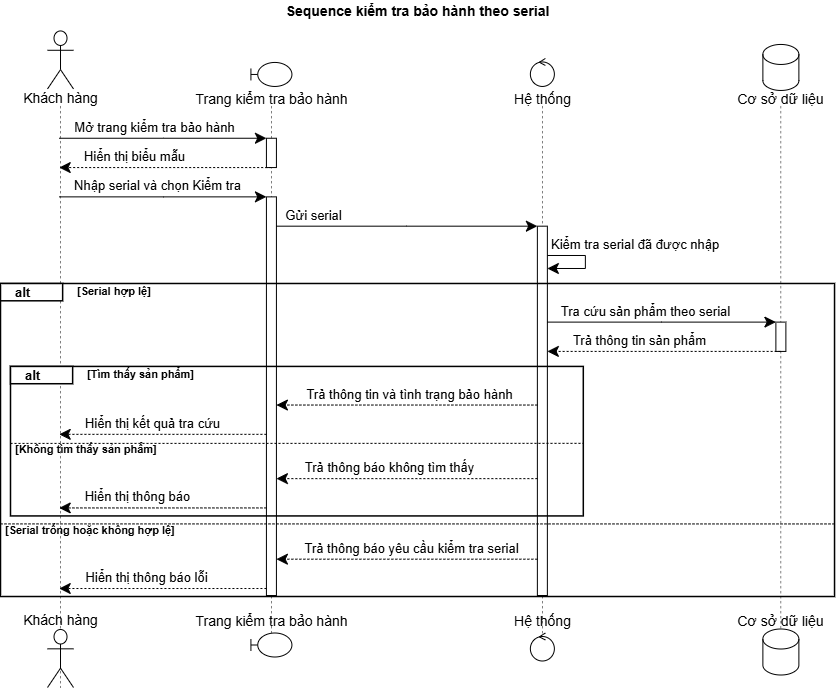 Sequence kiểm tra bảo hành theo serial
Khách hàng
Trang kiểm tra bảo hành
Hệ thống
Cơ sở dữ liệu
Mở trang kiểm tra bảo hành
Hiển thị biểu mẫu
Nhập serial và chọn Kiểm tra
Gửi serial
Kiểm tra serial đã được nhập
alt
[Serial hợp lệ]
Tra cứu sản phẩm theo serial
Trả thông tin sản phẩm
alt
[Tìm thấy sản phẩm]
Trả thông tin và tình trạng bảo hành
Hiển thị kết quả tra cứu
[Không tìm thấy sản phẩm]
Trả thông báo không tìm thấy
Hiển thị thông báo
[Serial trống hoặc không hợp lệ]
Trả thông báo yêu cầu kiểm tra serial
Hiển thị thông báo lỗi
Khách hàng
Trang kiểm tra bảo hành
Hệ thống
Cơ sở dữ liệu